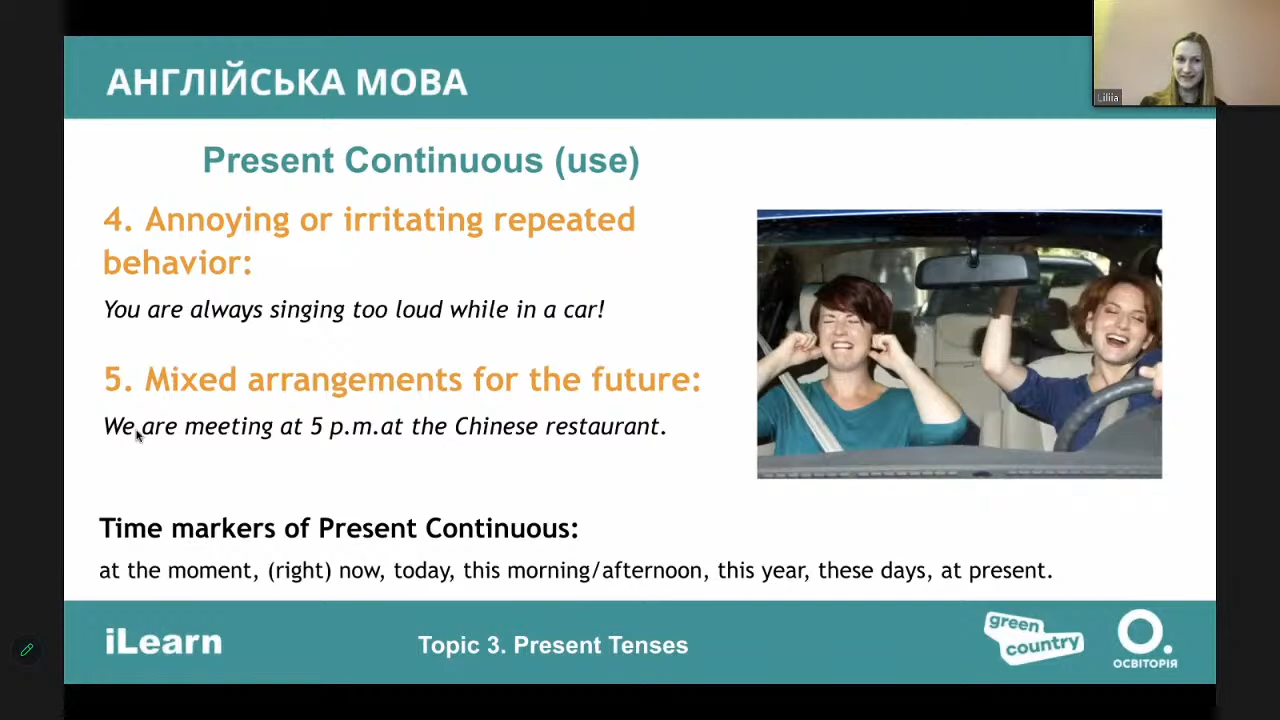 АНГЛІЙСЬКА МОВА
Liliia
Present Continuous (use)
4. Annoying or irritating repeated
behavior:
You are always singing too loud while in a car!
5. Mixed arrangements for the future:
We are meeting at 5 p.m.at the Chinese restaurant.
Time markers of Present Continuous:
at the moment, (right) now, today, this morning/afternoon, this year, these days, at present.
iLearn
Topic 3. Present Tenses
green
country
О.
ОСВІТОРІЯ